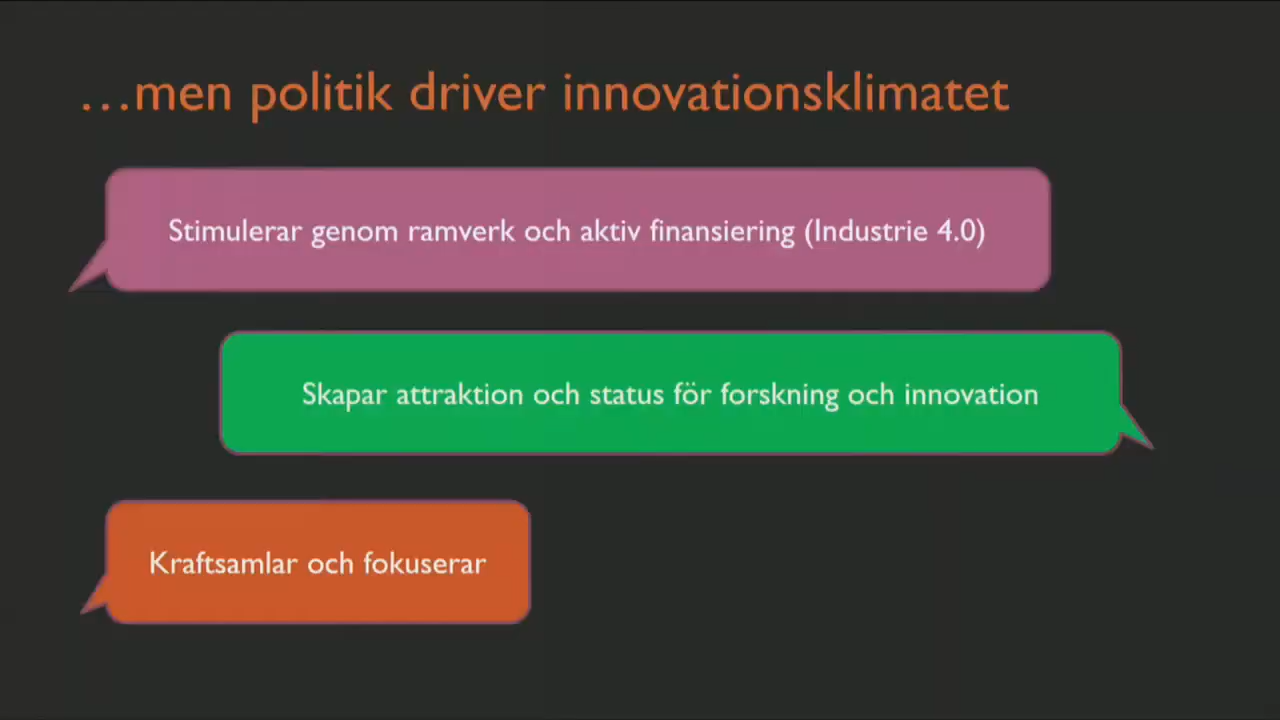 …men politik driver innovationsklimatet
Stimulerar genom ramverk och aktiv finansiering (Industrie 4.0)
Skapar attraktion och status för forskning och innovation
Kraftsamlar och fokuserar